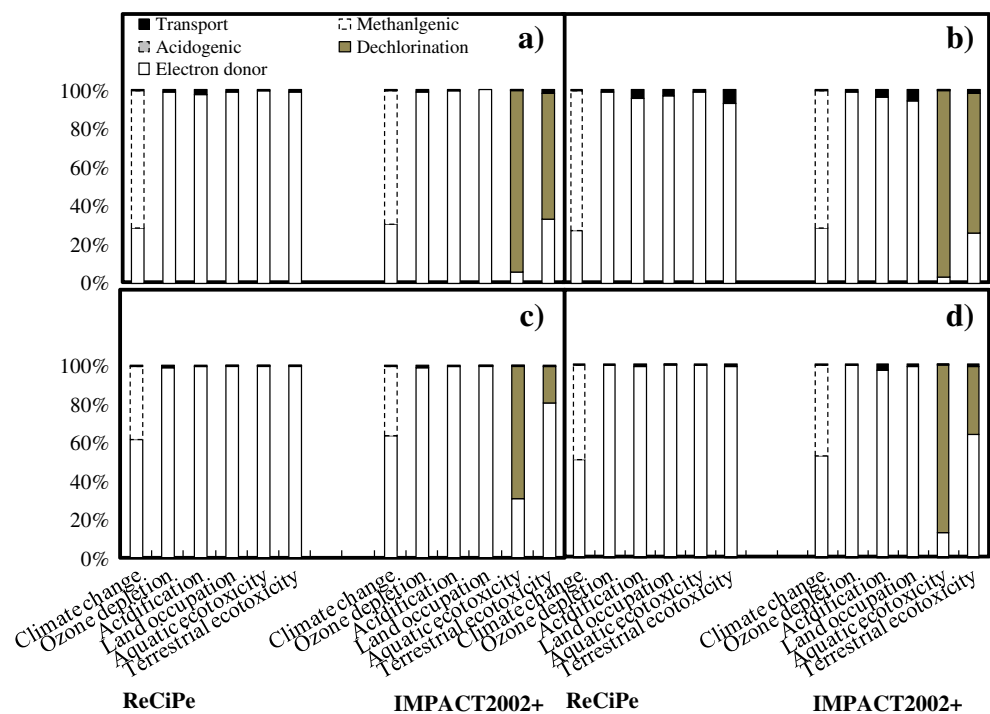 Transport
Methanlgenic
Acidogenic
Dechlorination
Electron donor
a)
b)
100%
80%
60%
40%
20%
0%
c)
d)
100%
80%
60%
40%
20%
0%
Climate change
Ozone depletion
Acidification
Land occupation
Aquatic ecotoxicity
Terrestrial ecotoxicity
Climate change
Ozone depletion
Acidification
Land occupation
Aquatic ecotoxicity
Terrestrial ecotoxicity
Climate change
Ozone depletion
Acidification
Land occupation
Aquatic ecotoxicity
Terrestrial ecotoxicity
Climate change
Ozone depletion
Acidification
Land occupation
Aquatic ecotoxicity
Terrestrial ecotoxicity
ReCiPe
IMPACT2002+
ReCiPe
IMPACT2002+